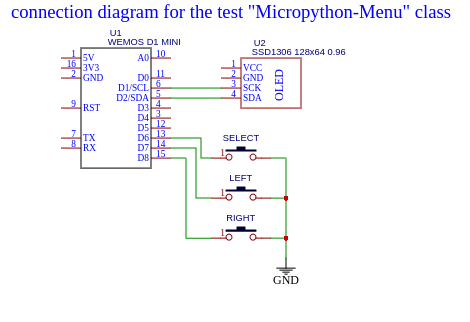 connection diagram for the test "Micropython-Menu" class
U1
WEMOS D1 MINI
1 5V
16 3V3
2 GND
9 RST
7 TX
8 RX
A0 10
D0 11
D1/SCL 6
D2/SDA 5
D3 4
D4 3
D5 12
D6 13
D7 14
D8 15
U2
SSD1306 128x64 0.96
1 VCC
2 GND
3 SCK
4 SDA
OLED
SELECT
1
LEFT
1
RIGHT
1
GND